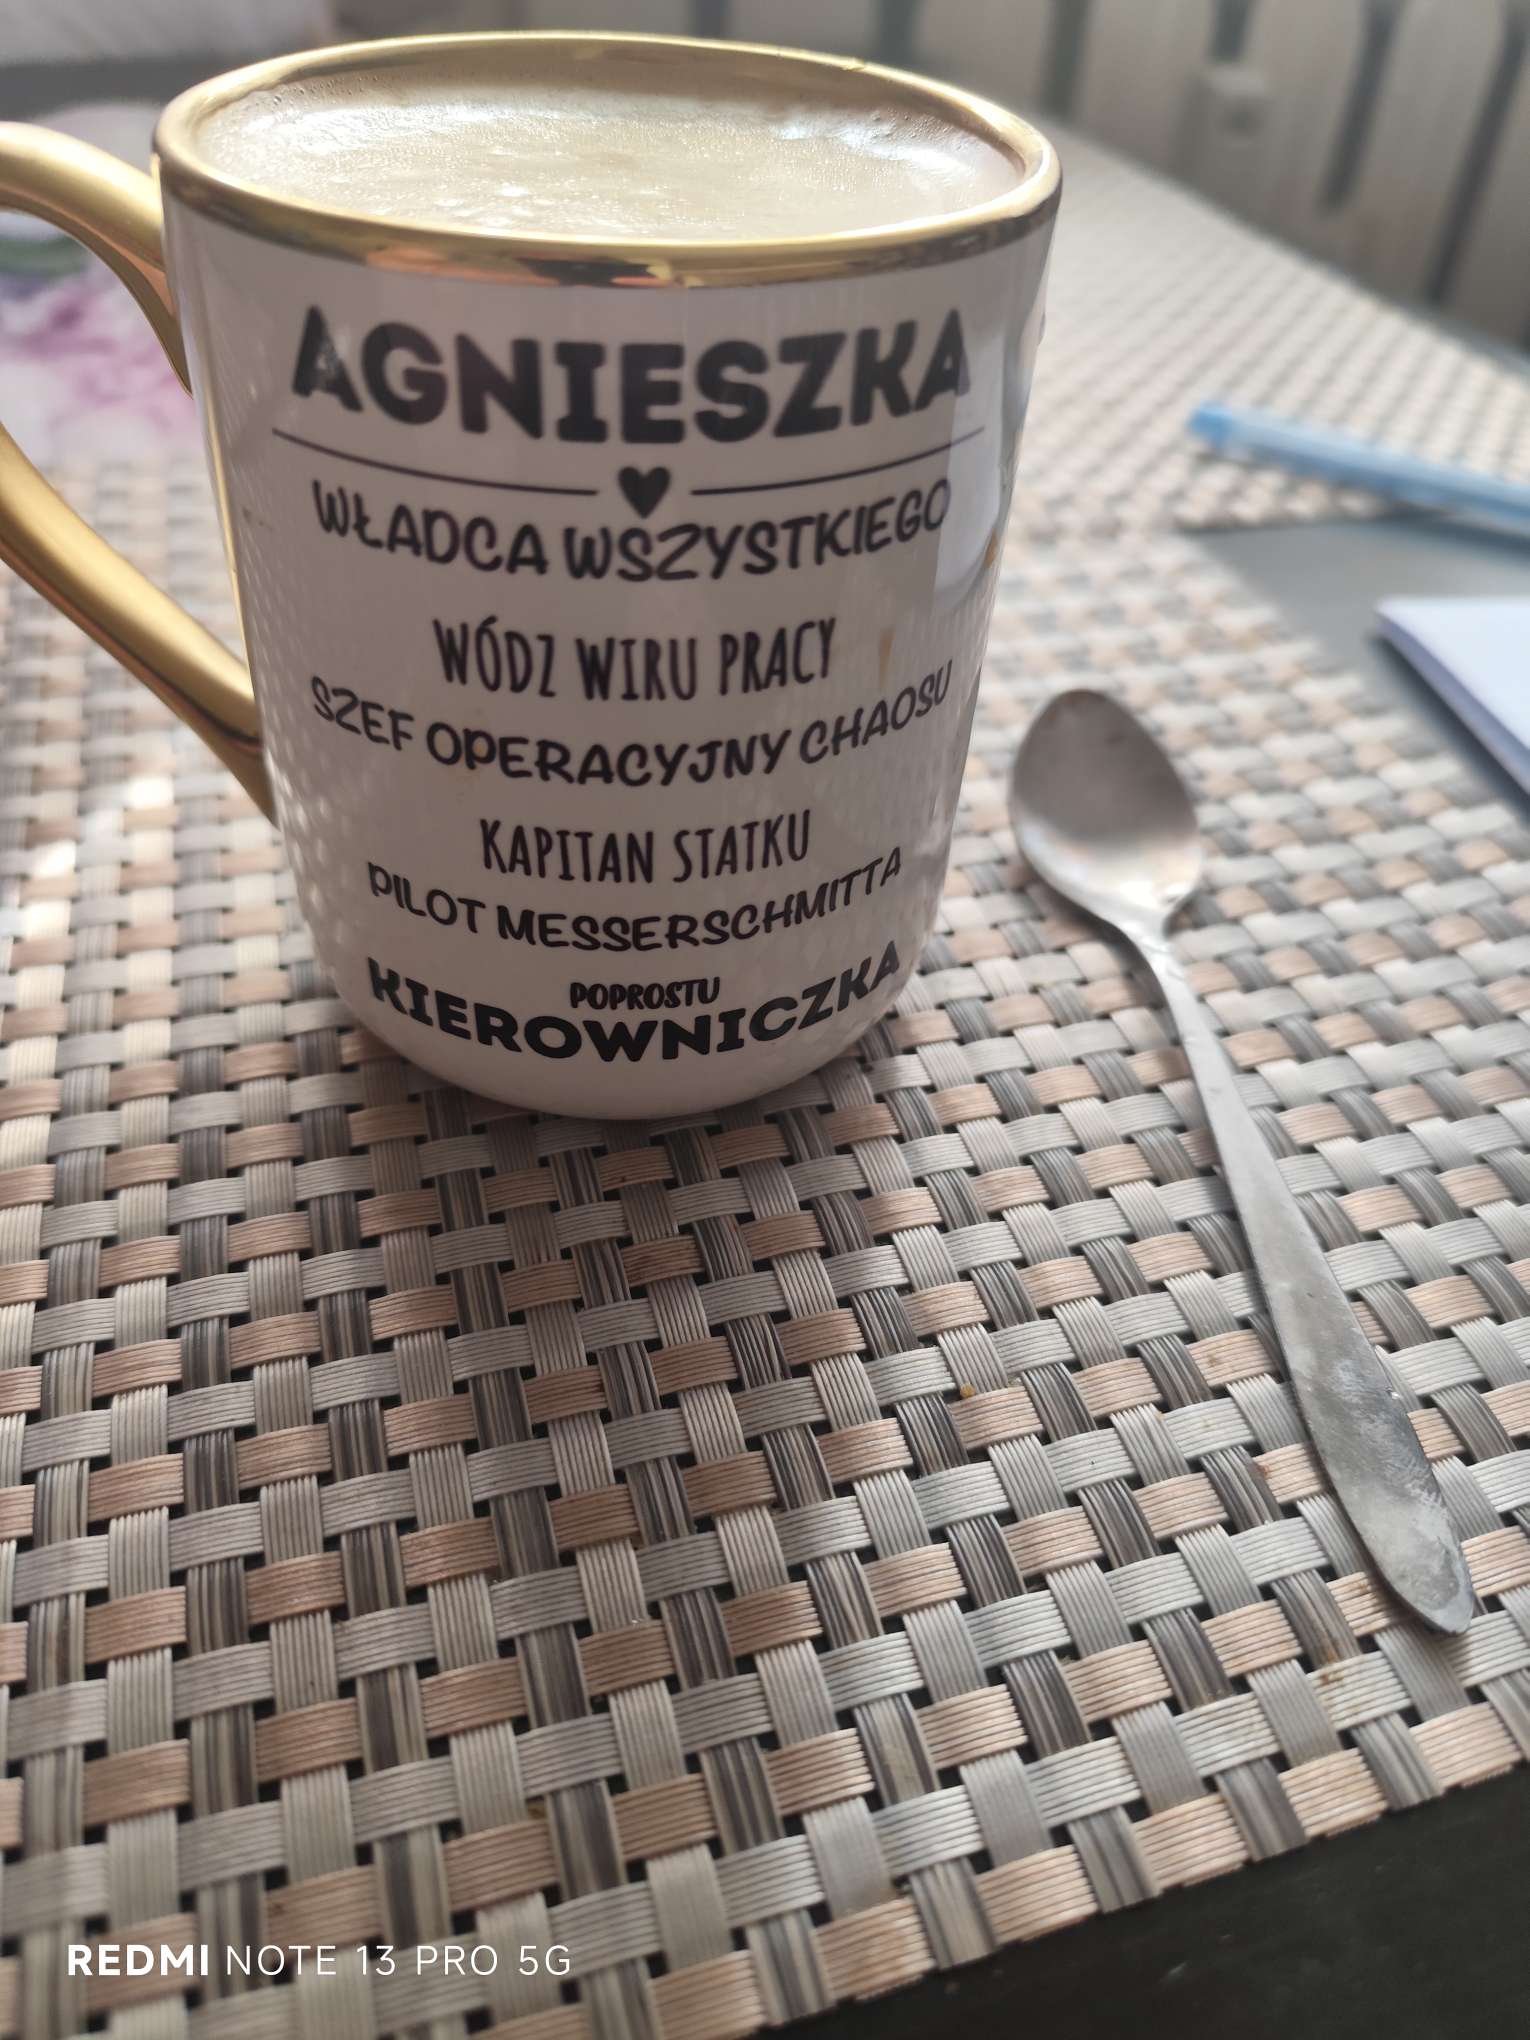 AGNIESZKA
WŁADCA WSZYSTKIEGO
WÓDZ WIRU PRACY
SZEF OPERACYJNY CHAOSU
KAPITAN STATKU
PILOT MESSERSCHMITTA
POPROSTU
KIEROWNICZKA
REDMI NOTE 13 PRO 5G